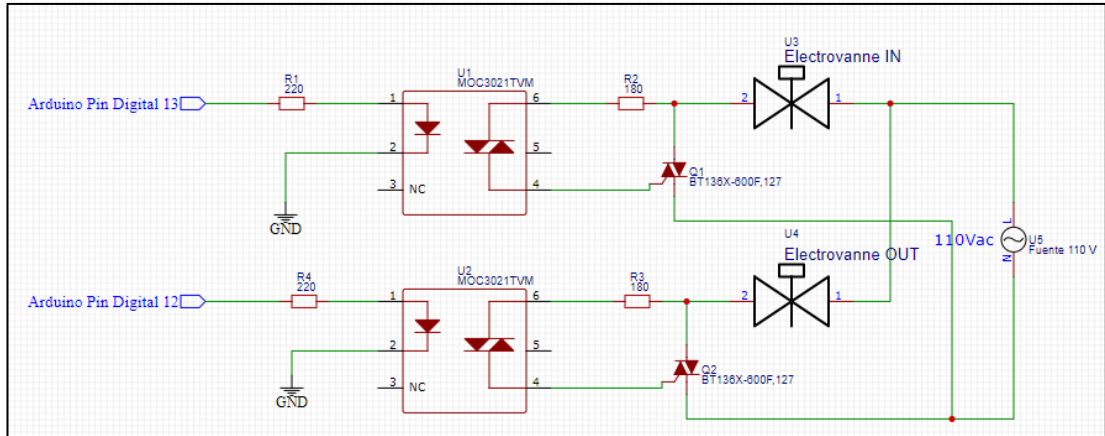 U3
Electrovanne IN
U1
MOC3021TVM
R1
220
R2
180
Arduino Pin Digital 13
1
6
2
1
2
5
Q1
BT136X-600F,127
3
NC
4
GND
L
110Vac
U5
Fuente 110 V
N
U4
Electrovanne OUT
U2
MOC3021TVM
R4
220
R3
180
Arduino Pin Digital 12
1
6
2
1
2
5
Q2
BT136X-600F,127
3
NC
4
GND